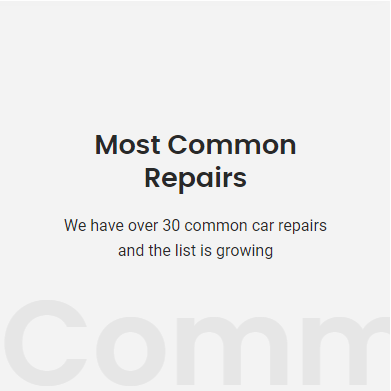 Most Common
Repairs
We have over 30 common car repairs
and the list is growing
Comm